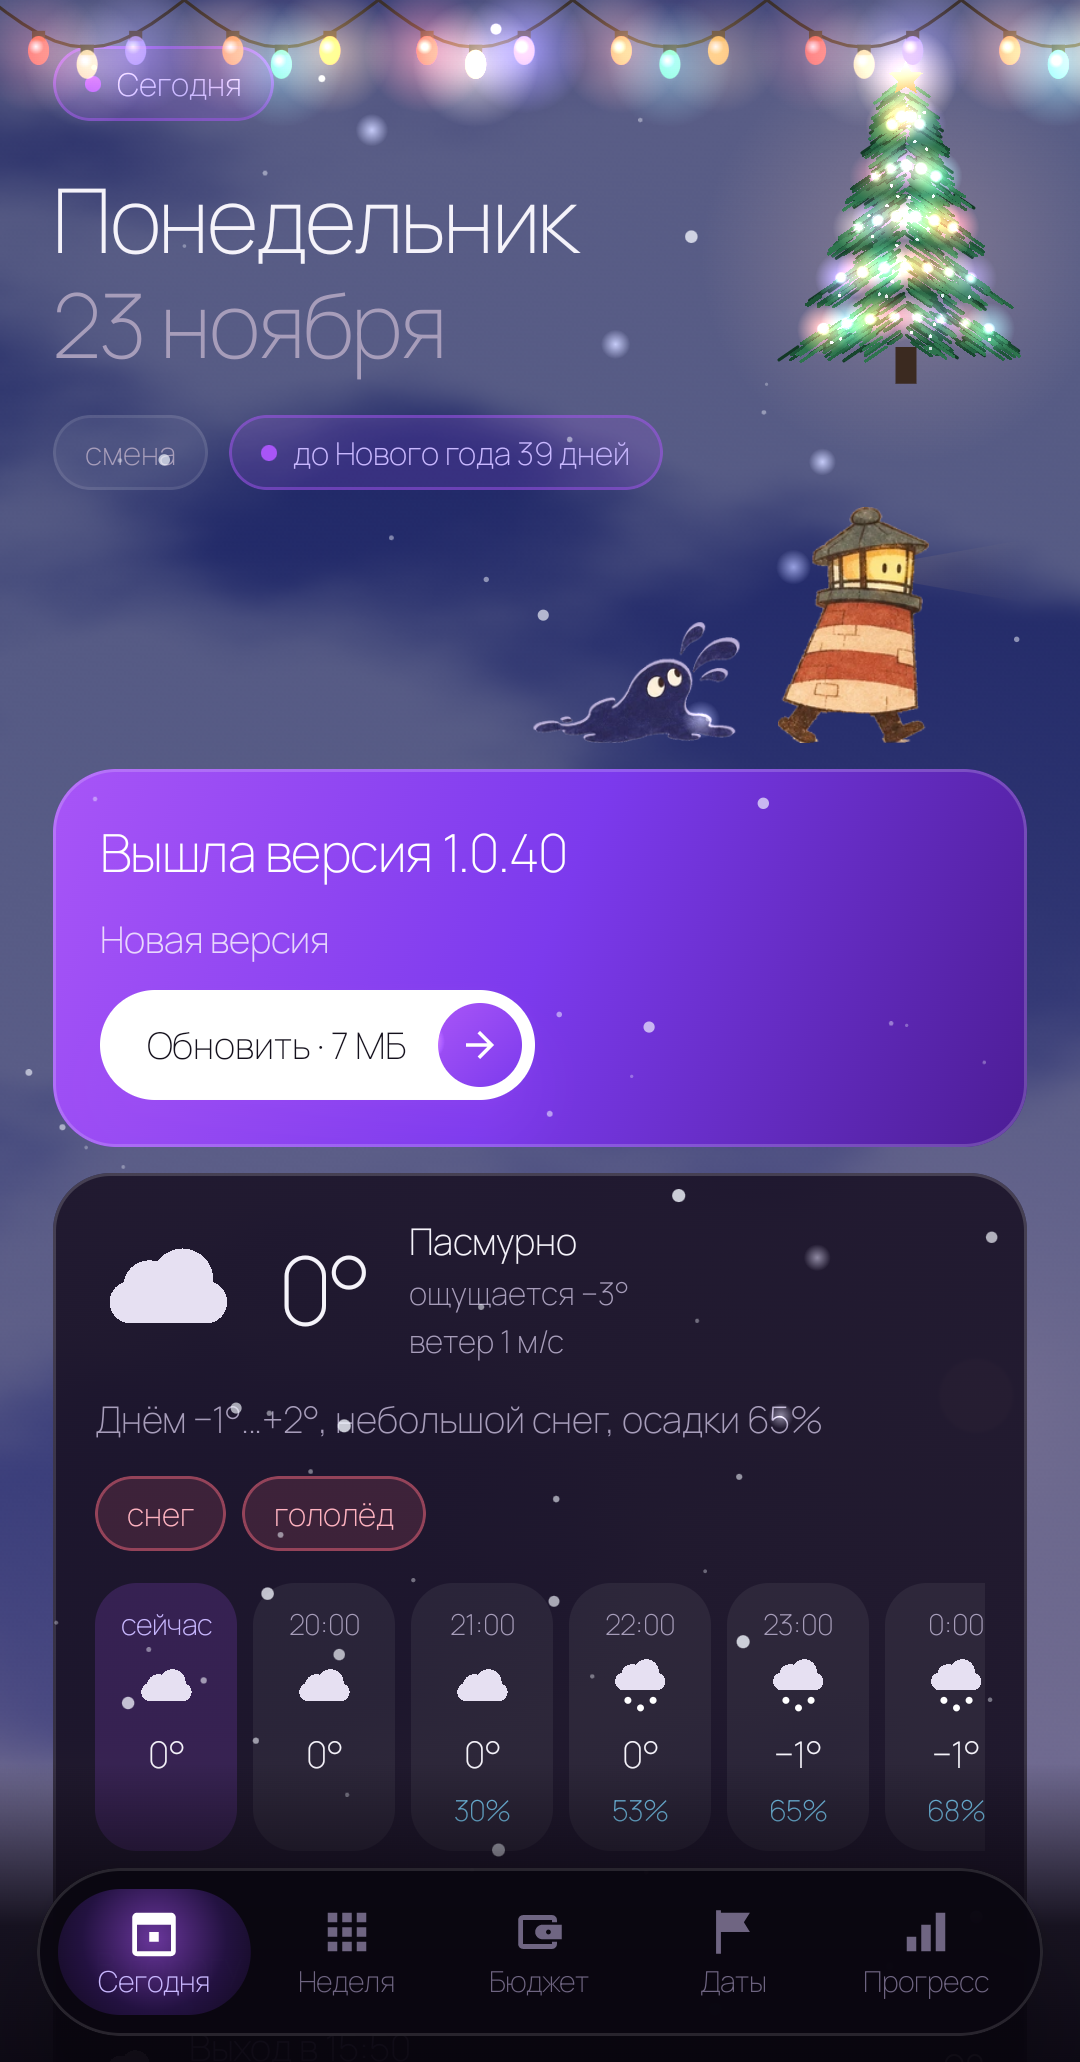 Сегодня
Понедельник
23 ноября
смена
до Нового года 39 дней
Вышла версия 1.0.40
Новая версия
Обновить · 7 МБ
0°
Пасмурно
ощущается −3°
ветер 1 м/с
Днём −1°…+2°, небольшой снег, осадки 65%
снег гололёд
сейчас 20:00 21:00 22:00 23:00 0:00
0° 0° 0° 0° −1° −1°
30% 53% 65% 68%
Сегодня Неделя Бюджет Даты Прогресс
Выход в 15:50